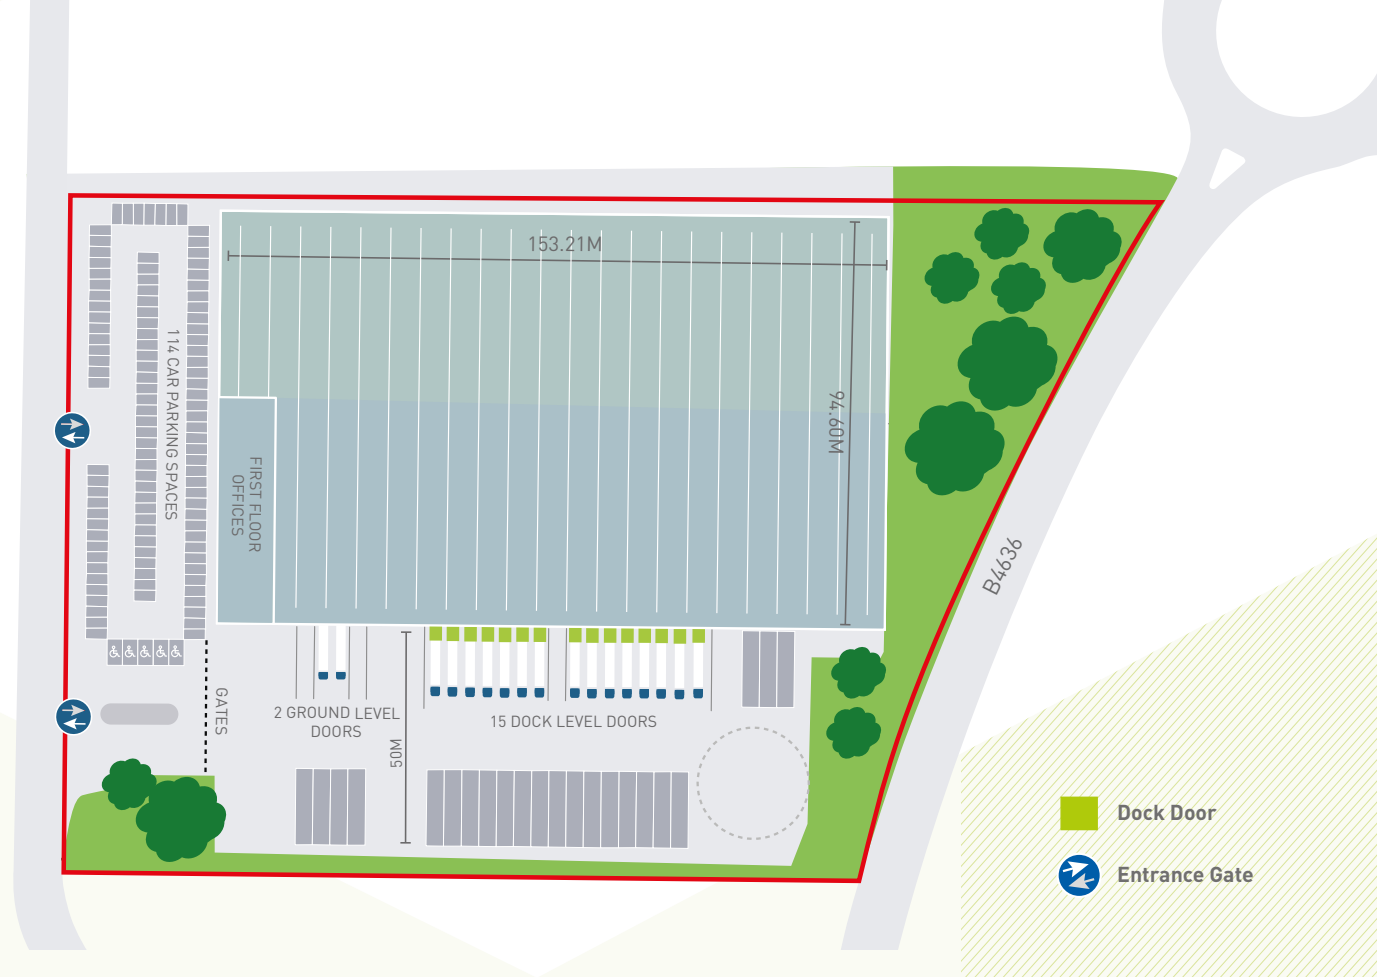 153.21M
94.60M
114 CAR PARKING SPACES
FIRST FLOOR
OFFICES
B4636
GATES
2 GROUND LEVEL
DOORS
15 DOCK LEVEL DOORS
50M
Dock Door
Entrance Gate